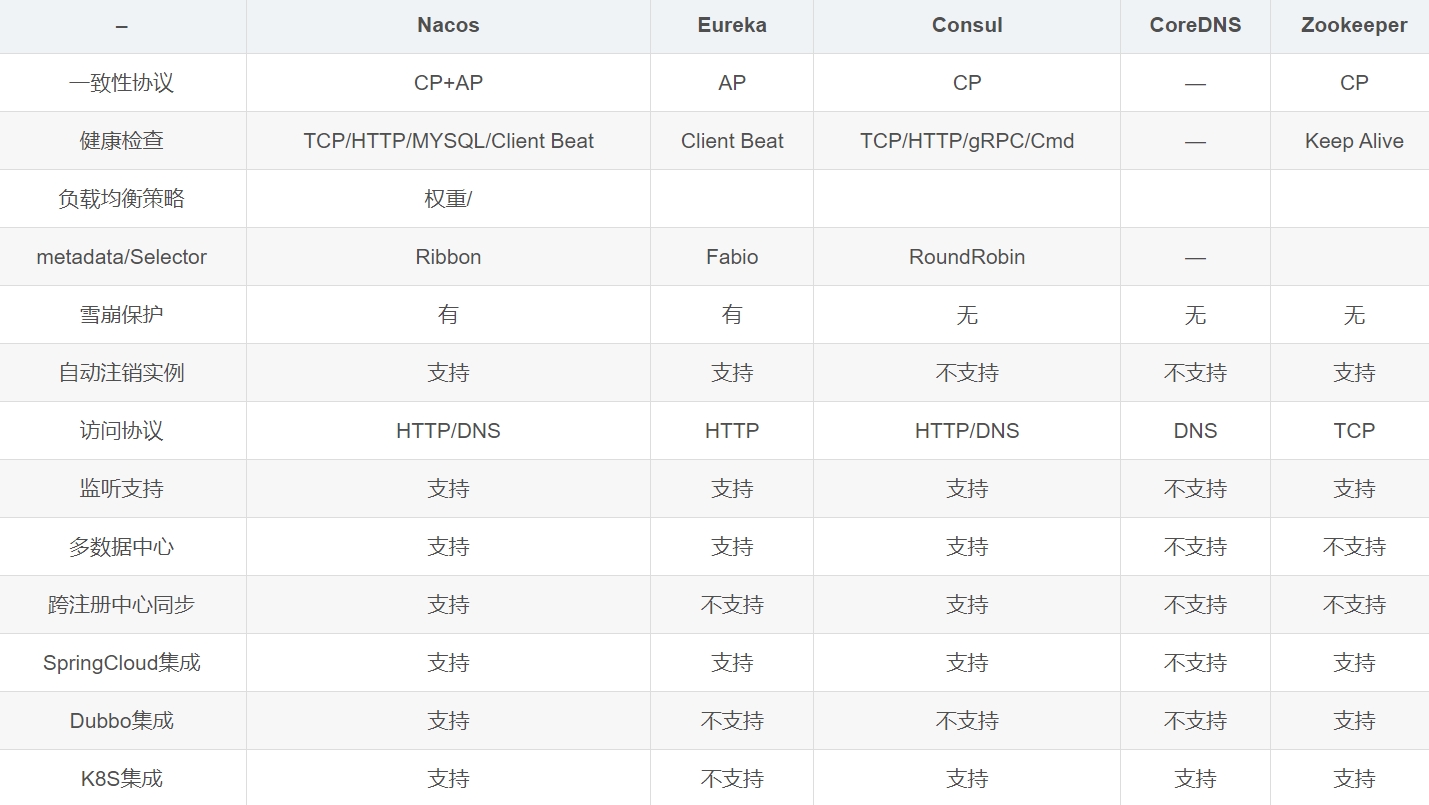 – Nacos Eureka Consul CoreDNS Zookeeper
一致性协议 CP+AP AP CP — CP
健康检查 TCP/HTTP/MYSQL/Client Beat Client Beat TCP/HTTP/gRPC/Cmd — Keep Alive
负载均衡策略 权重/
metadata/Selector Ribbon Fabio RoundRobin —
雪崩保护 有 有 无 无 无
自动注销实例 支持 支持 不支持 不支持 支持
访问协议 HTTP/DNS HTTP HTTP/DNS DNS TCP
监听支持 支持 支持 支持 不支持 支持
多数据中心 支持 支持 支持 不支持 不支持
跨注册中心同步 支持 不支持 支持 不支持 不支持
SpringCloud集成 支持 支持 支持 不支持 支持
Dubbo集成 支持 不支持 不支持 不支持 支持
K8S集成 支持 不支持 支持 支持 支持